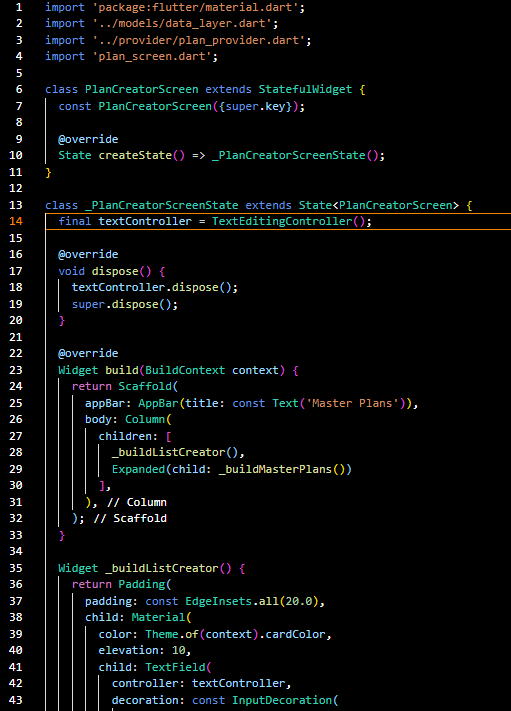 1 import 'package:flutter/material.dart';
2 import '../models/data_layer.dart';
3 import '../provider/plan_provider.dart';
4 import 'plan_screen.dart';
5
6 class PlanCreatorScreen extends StatefulWidget {
7   const PlanCreatorScreen({super.key});
8
9   @override
10   State createState() => _PlanCreatorScreenState();
11 }
12
13 class _PlanCreatorScreenState extends State<PlanCreatorScreen> {
14   final textController = TextEditingController();
15
16   @override
17   void dispose() {
18     textController.dispose();
19     super.dispose();
20   }
21
22   @override
23   Widget build(BuildContext context) {
24     return Scaffold(
25       appBar: AppBar(title: const Text('Master Plans')),
26       body: Column(
27         children: [
28           _buildListCreator(),
29           Expanded(child: _buildMasterPlans())
30         ],
31       ), // Column
32     ); // Scaffold
33   }
34
35   Widget _buildListCreator() {
36     return Padding(
37       padding: const EdgeInsets.all(20.0),
38       child: Material(
39         color: Theme.of(context).cardColor,
40         elevation: 10,
41         child: TextField(
42           controller: textController,
43           decoration: const InputDecoration(